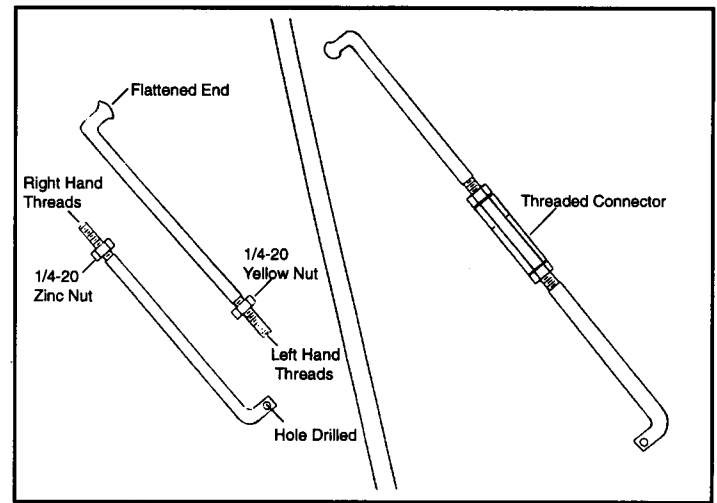 Flattened End
Right Hand
Threads
1/4-20
Zinc Nut
1/4-20
Yellow Nut
Left Hand
Threads
Hole Drilled
Threaded Connector